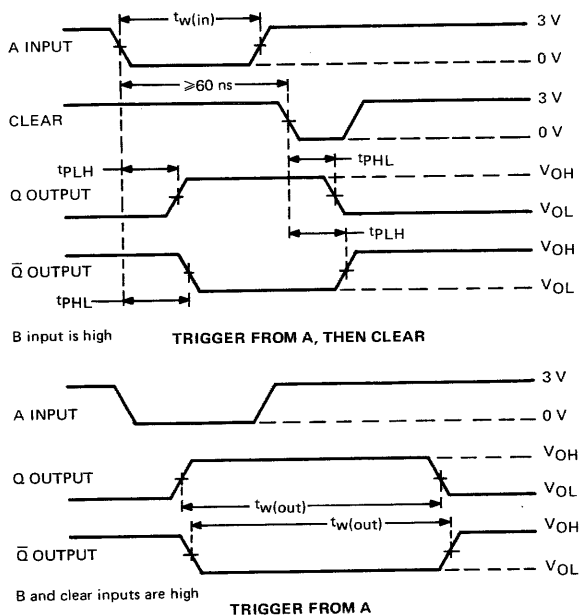 tw(in)
3 V
A INPUT
0 V
≥60 ns
3 V
CLEAR
0 V
tPLH
tPHL
VOH
Q OUTPUT
VOL
tPLH
VOH
Q̅ OUTPUT
tPHL
VOL
B input is high
TRIGGER FROM A, THEN CLEAR
3 V
A INPUT
0 V
VOH
Q OUTPUT
VOL
tw(out)
tw(out)
VOH
Q̅ OUTPUT
VOL
B and clear inputs are high
TRIGGER FROM A